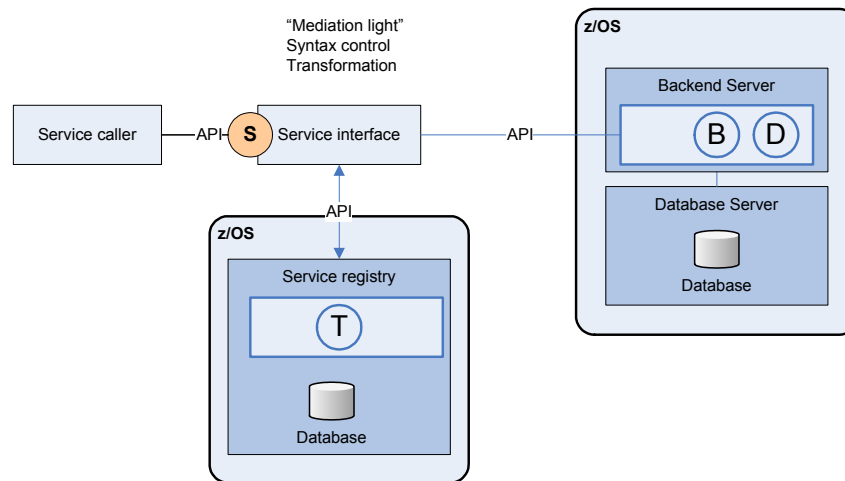 “Mediation light”
Syntax control
Transformation
z/OS
Backend Server
B D
Service caller
API
S
Service interface
API
Database Server
Database
API
z/OS
Service registry
T
Database